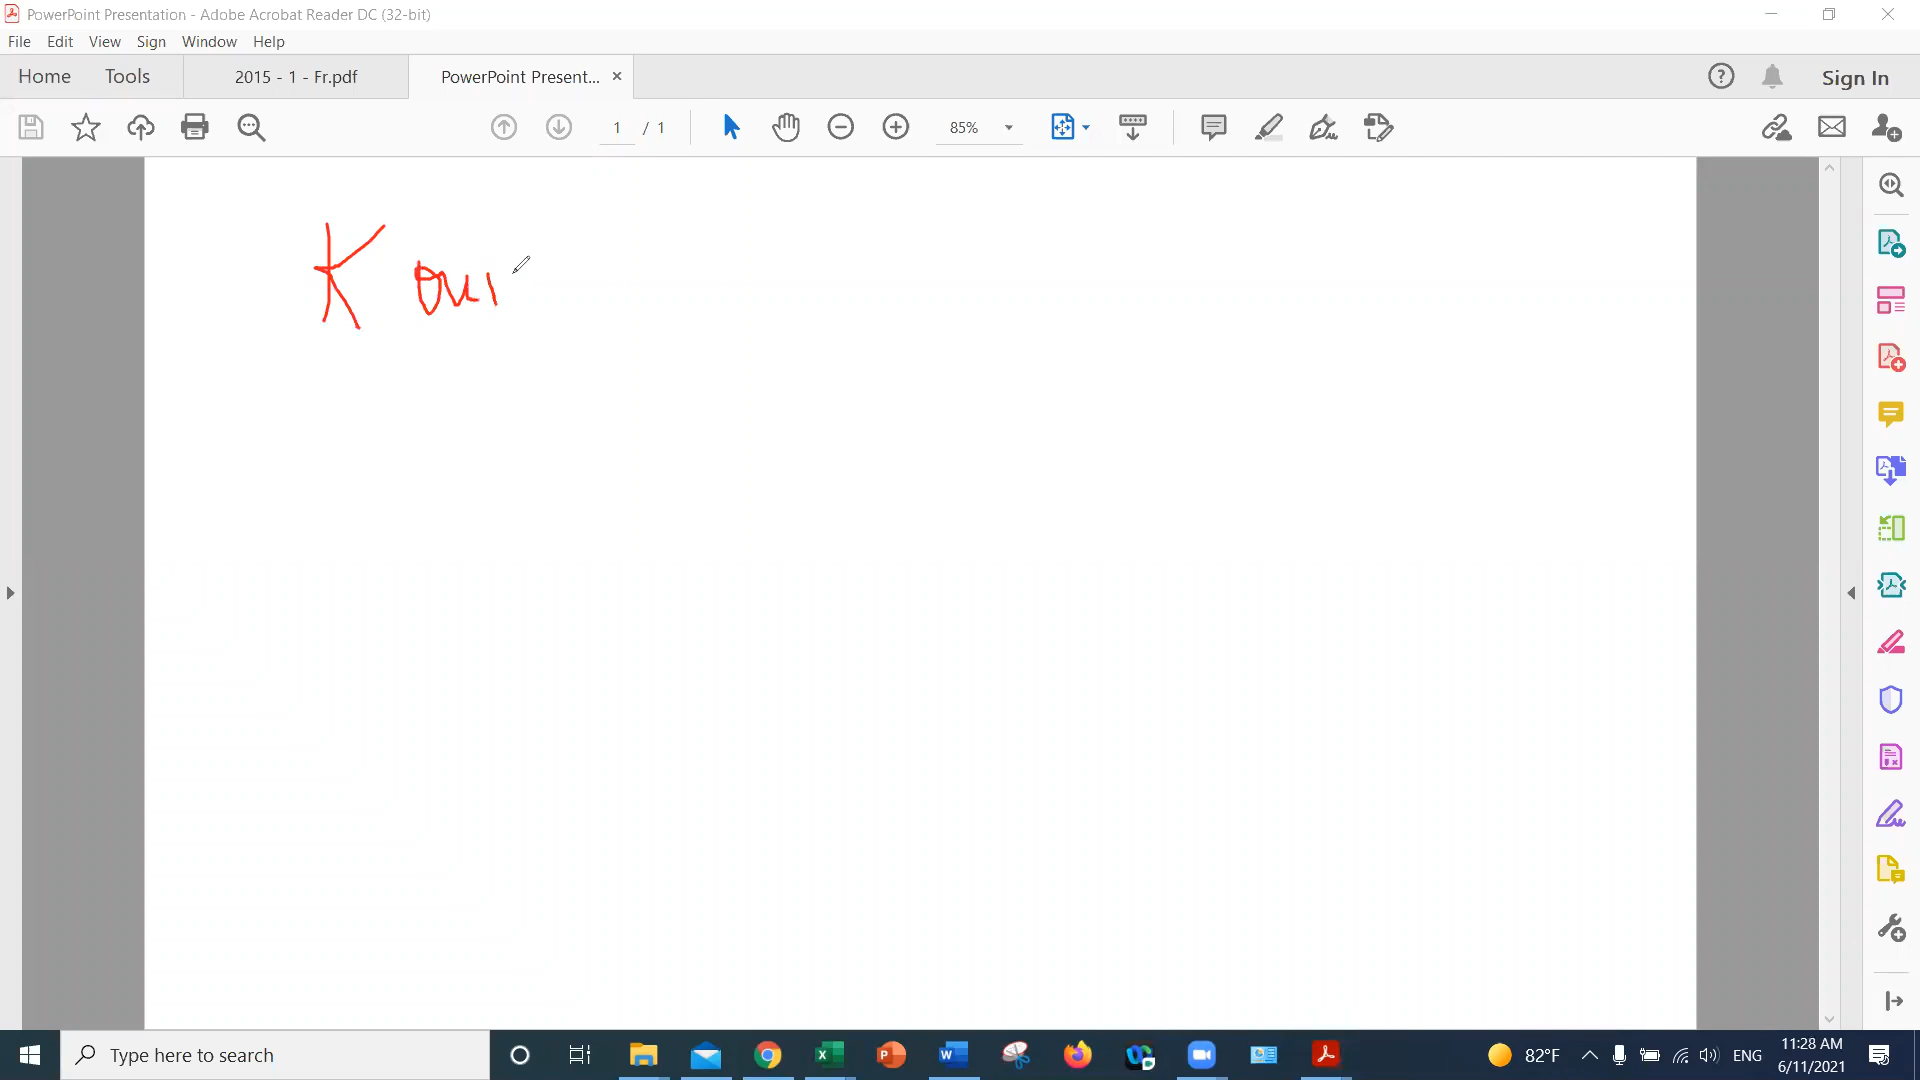 PowerPoint Presentation - Adobe Acrobat Reader DC (32-bit)
File Edit View Sign Window Help
Home Tools 2015 - 1 - Fr.pdf PowerPoint Present... Sign In
1 / 1 85%
K oui
Type here to search
82°F ENG 11:28 AM
6/11/2021